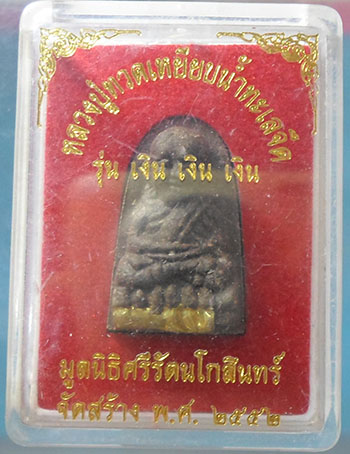 หลวงปู่ทวดเหยียบน้ำทะเลจืด
รุ่น เงิน เงิน เงิน
มูลนิธิศรีรัตนโกสินทร์
จัดสร้าง พ.ศ. ๒๕๕๒